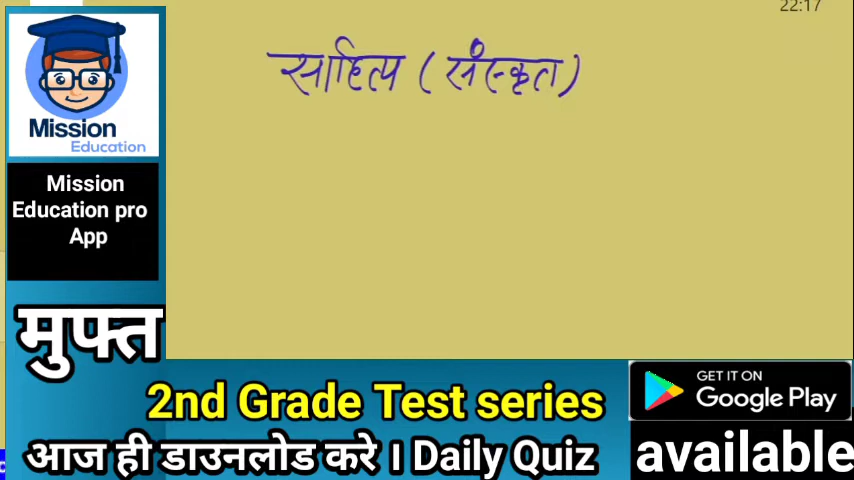 22:17
साहित्य (संस्कृत)
Mission
Education
Mission
Education pro
App
मुफ्त
2nd Grade Test series
आज ही डाउनलोड करे । Daily Quiz
GET IT ON
Google Play
available